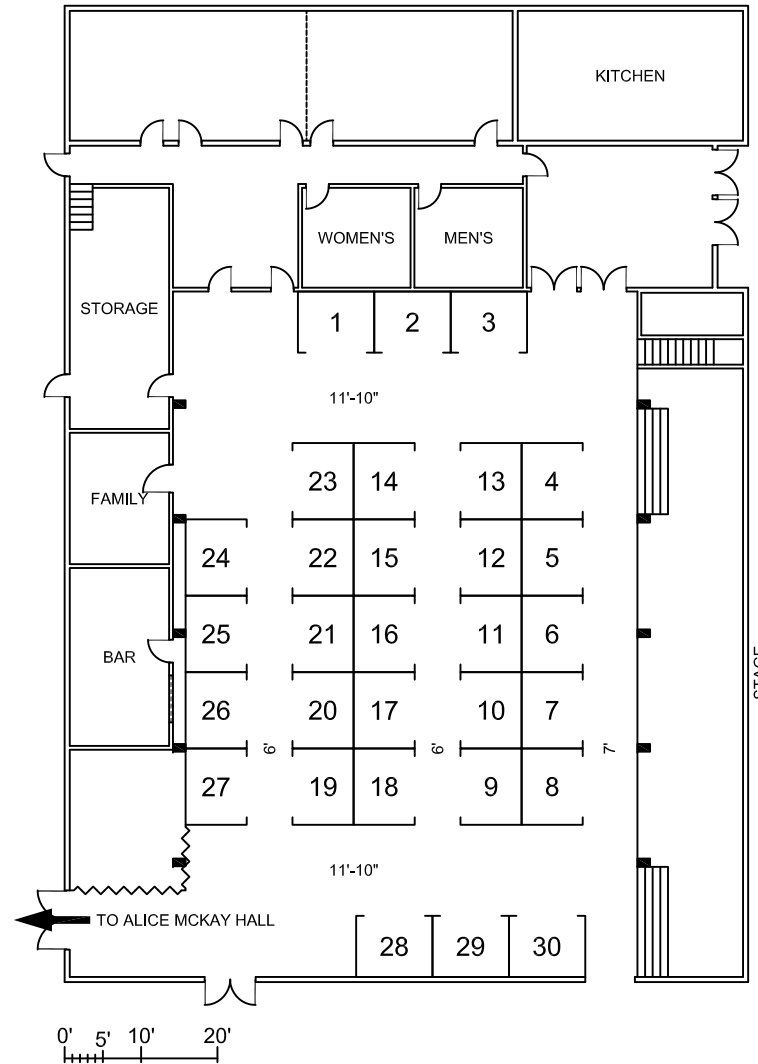 KITCHEN
WOMEN'S
MEN'S
STORAGE
1 2 3
11'-10"
23 14 13 4
FAMILY
24 22 15 12 5
BAR
25 21 16 11 6
STAGE
26 20 17 10 7
6' 6' 7'
27 19 18 9 8
11'-10"
TO ALICE MCKAY HALL
28 29 30
0' 5' 10' 20'